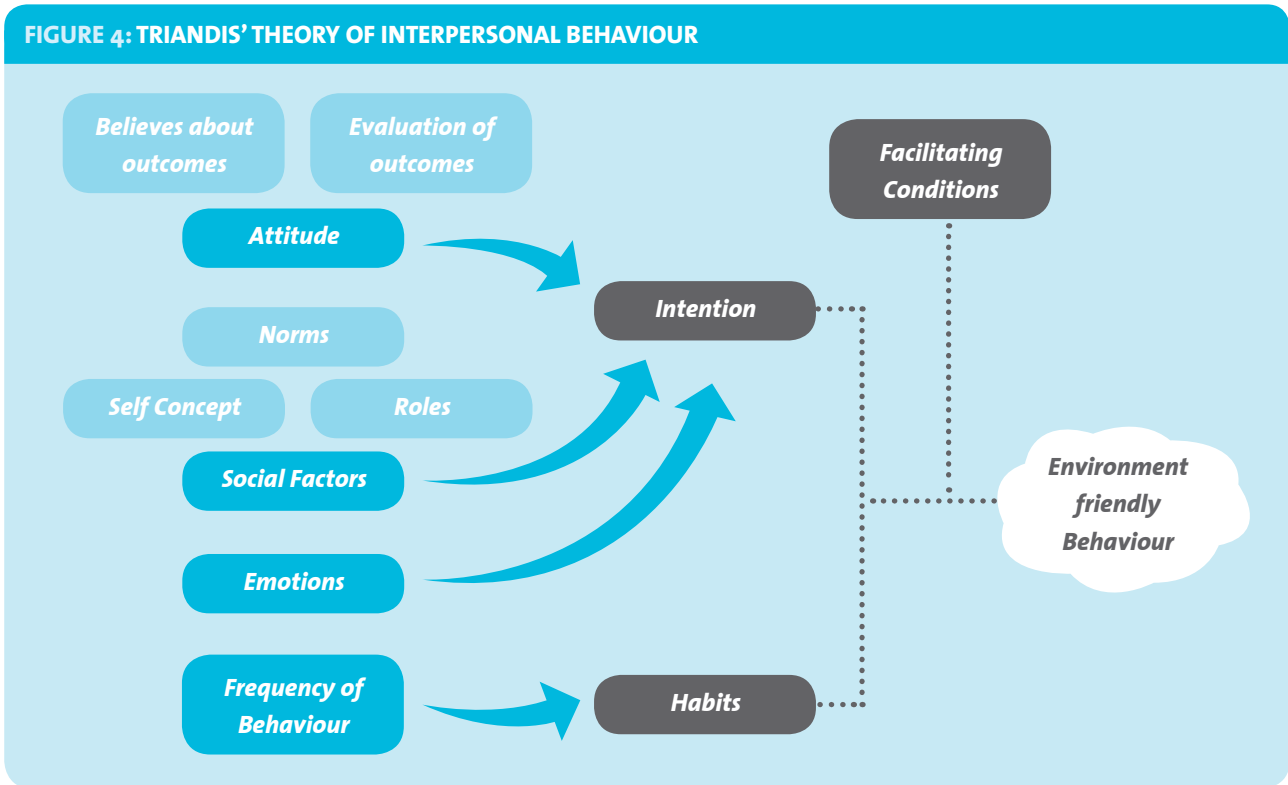 FIGURE 4: TRIANDIS’ THEORY OF INTERPERSONAL BEHAVIOUR
Believes about
outcomes
Evaluation of
outcomes
Attitude
Norms
Self Concept
Roles
Social Factors
Emotions
Frequency of
Behaviour
Intention
Habits
Facilitating
Conditions
Environment
friendly
Behaviour